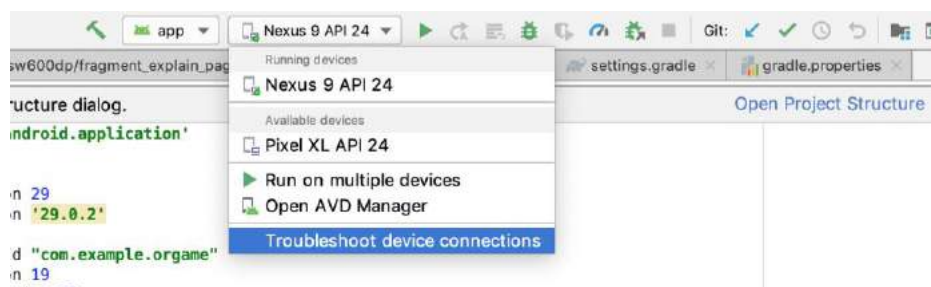 app
Nexus 9 API 24
Git:
sw600dp/fragment_explain_pag
settings.gradle
gradle.properties
Running devices
Nexus 9 API 24
Available devices
Pixel XL API 24
Run on multiple devices
Open AVD Manager
Troubleshoot device connections
ructure dialog.
Open Project Structure
ndroid.application'
n 29
n '29.0.2'
d "com.example.orgame"
n 19